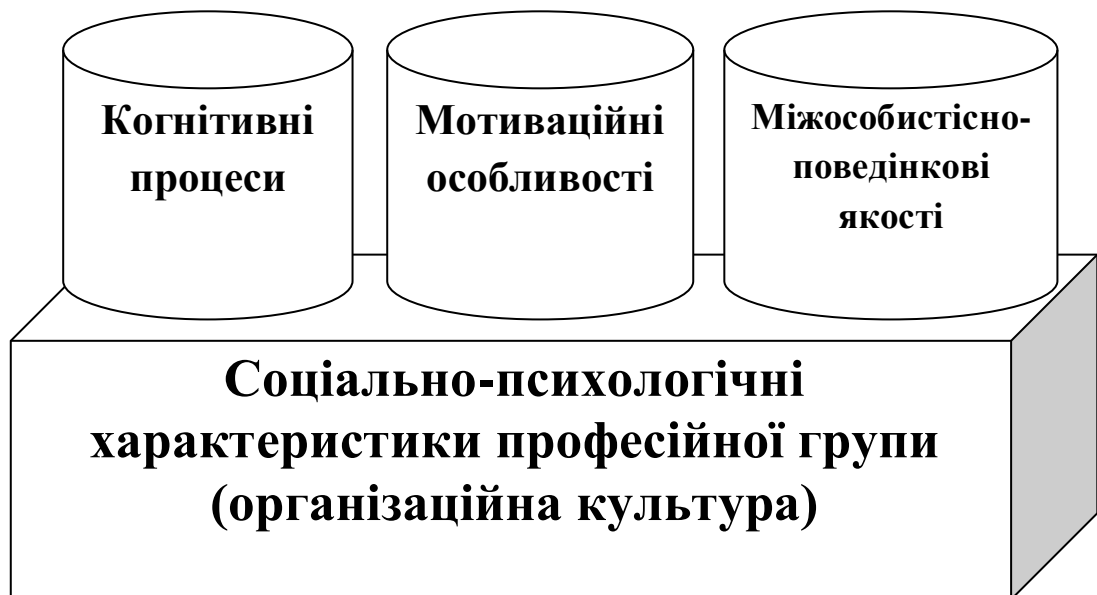 Когнітивні
процеси
Мотиваційні
особливості
Міжособистісно-
поведінкові
якості
Соціально-психологічні
характеристики професійної групи
(організаційна культура)